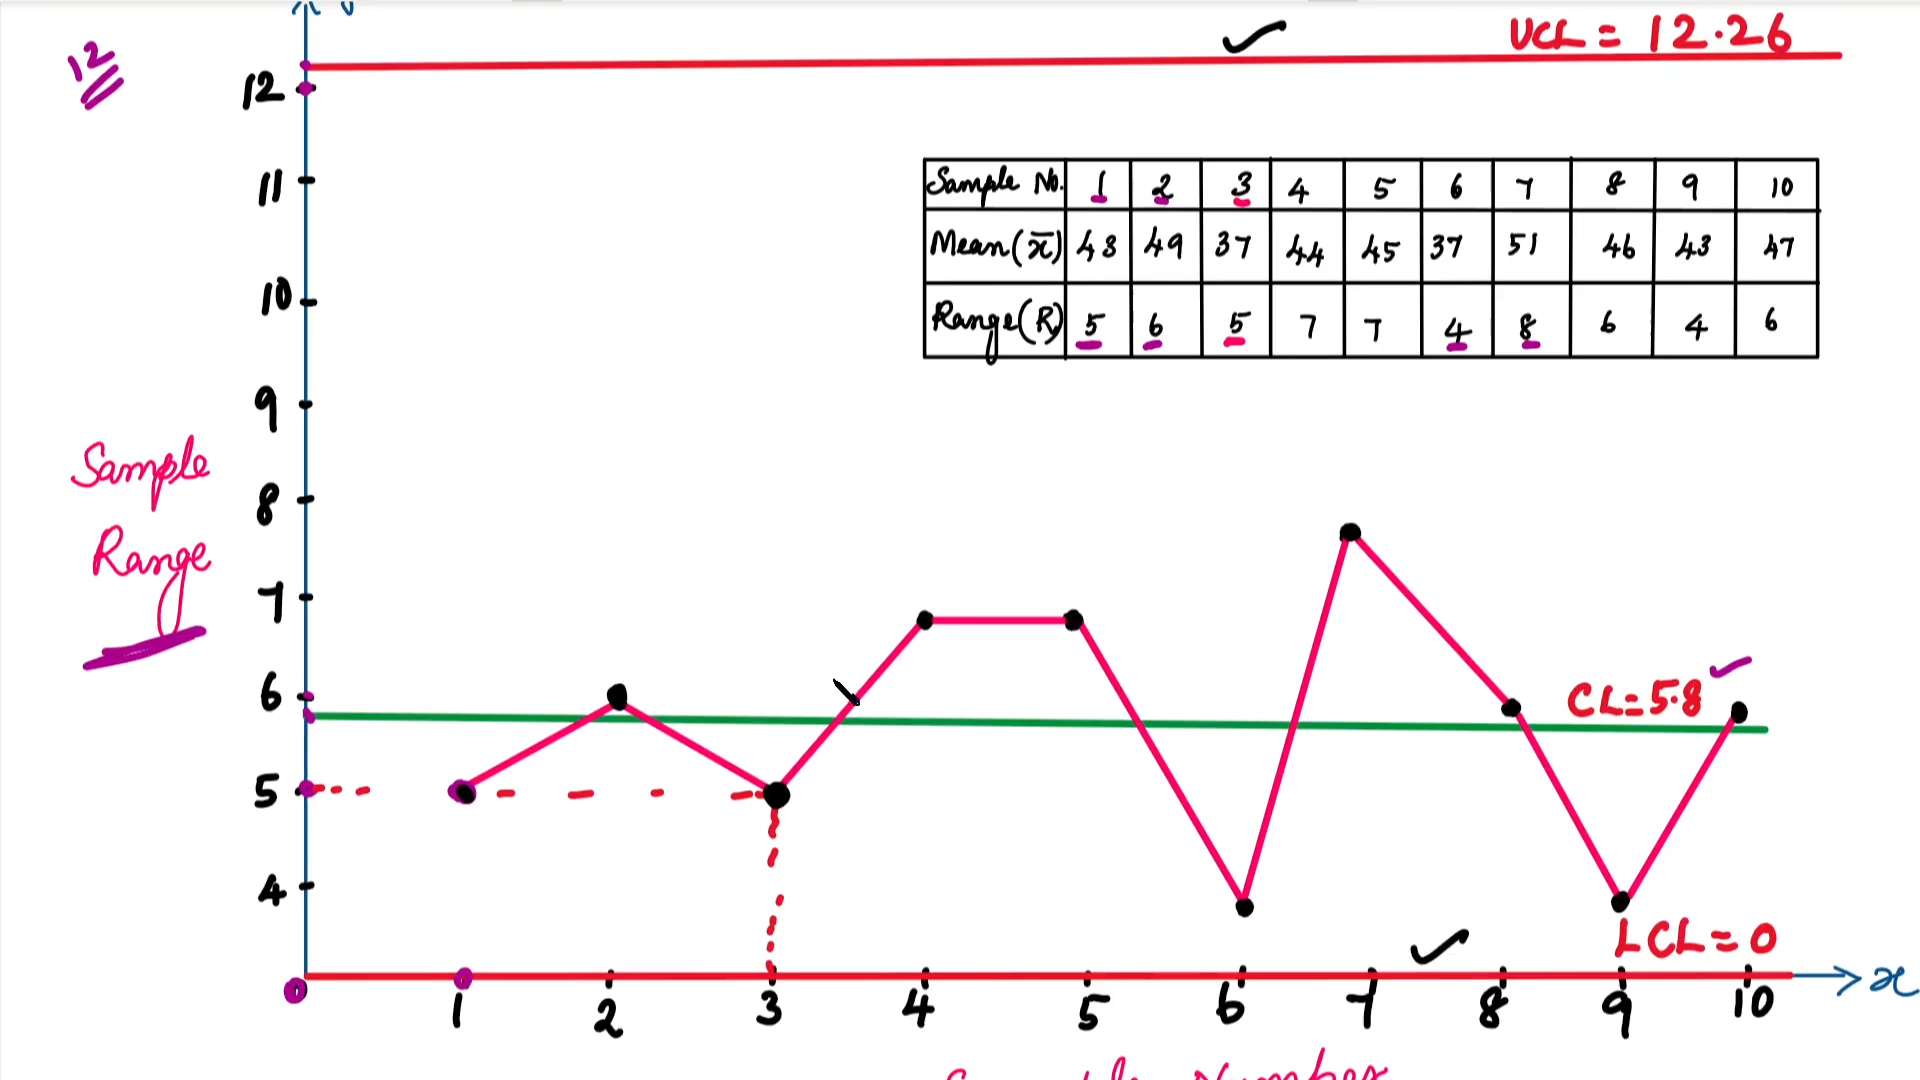 UCL = 12.26
12
12
11
Sample No. 1 2 3 4 5 6 7 8 9 10
Mean (x̄) 43 49 37 44 45 37 51 46 43 47
Range (R) 5 6 5 7 7 4 8 6 4 6
10
9
8
Sample
Range
7
6
CL=5.8
5
4
LCL=0
0
x
1 2 3 4 5 6 7 8 9 10
Sample Number